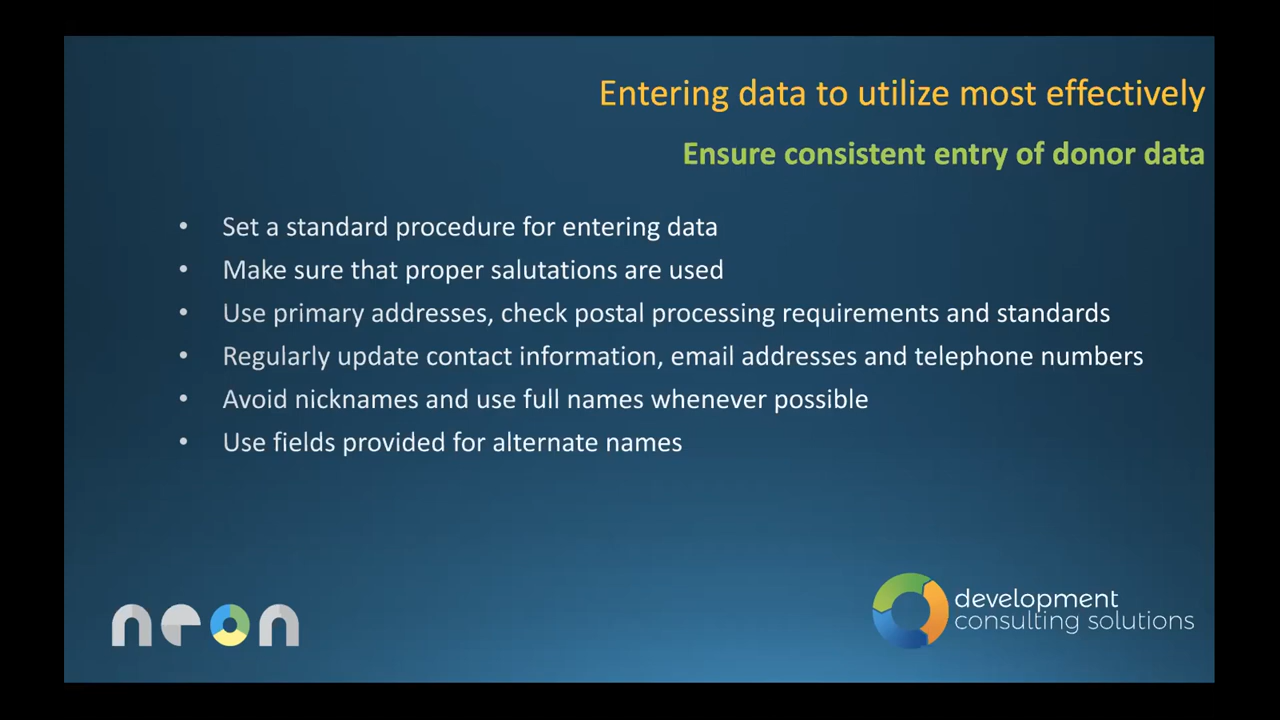 Entering data to utilize most effectively
Ensure consistent entry of donor data
• Set a standard procedure for entering data
• Make sure that proper salutations are used
• Use primary addresses, check postal processing requirements and standards
• Regularly update contact information, email addresses and telephone numbers
• Avoid nicknames and use full names whenever possible
• Use fields provided for alternate names
neon
development
consulting solutions